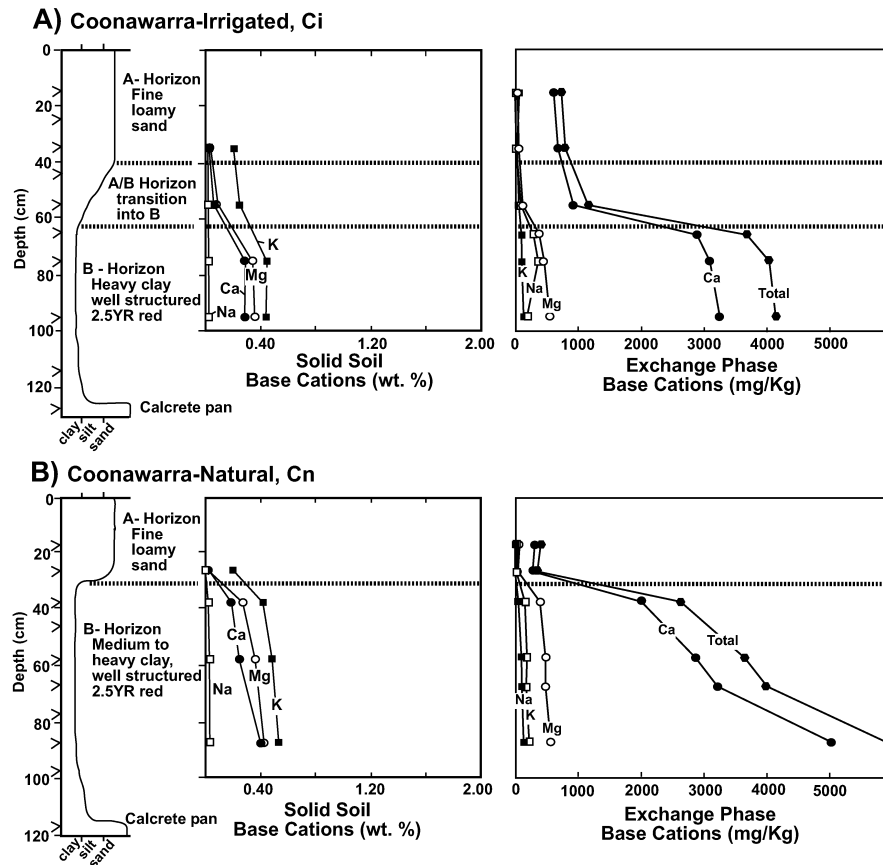 A) Coonawarra-Irrigated, Ci
0
20
40
60
80
100
120
Depth (cm)
A- Horizon
Fine
loamy
sand
A/B Horizon
transition
into B
B - Horizon
Heavy clay
well structured
2.5YR red
Calcrete pan
clay
silt
sand
K
Mg
Ca
Na
0.40
1.20
2.00
Solid Soil
Base Cations (wt. %)
K
Na
Mg
Ca
Total
0
1000
2000
3000
4000
5000
Exchange Phase
Base Cations (mg/Kg)
B) Coonawarra-Natural, Cn
0
20
40
60
80
100
120
Depth (cm)
A- Horizon
Fine
loamy
sand
B- Horizon
Medium to
heavy clay,
well structured
2.5YR red
Calcrete pan
clay
silt
sand
Ca
Mg
Na
K
0.40
1.20
2.00
Solid Soil
Base Cations (wt. %)
Ca
Total
Na
K
Mg
0
1000
2000
3000
4000
5000
Exchange Phase
Base Cations (mg/Kg)